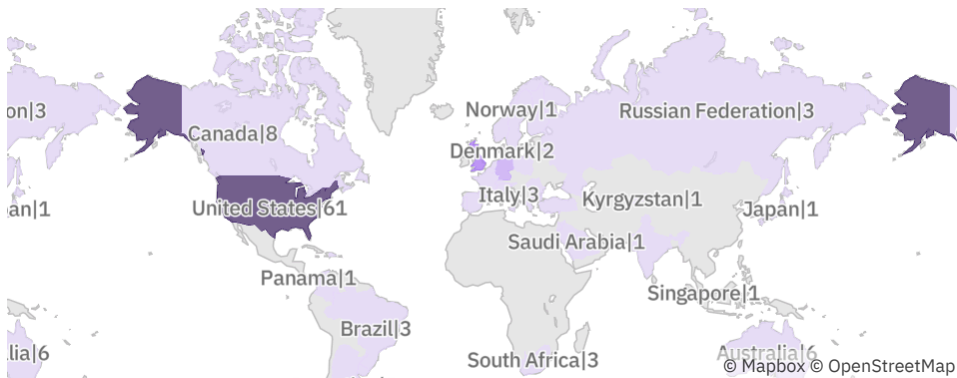 Norway|1
on|3
Russian Federation|3
Canada|8
Denmark|2
Italy|3
Kyrgyzstan|1
an|1
United States|61
Japan|1
Saudi Arabia|1
Panama|1
Singapore|1
Brazil|3
lia|6
Australia|6
South Africa|3
© Mapbox © OpenStreetMap